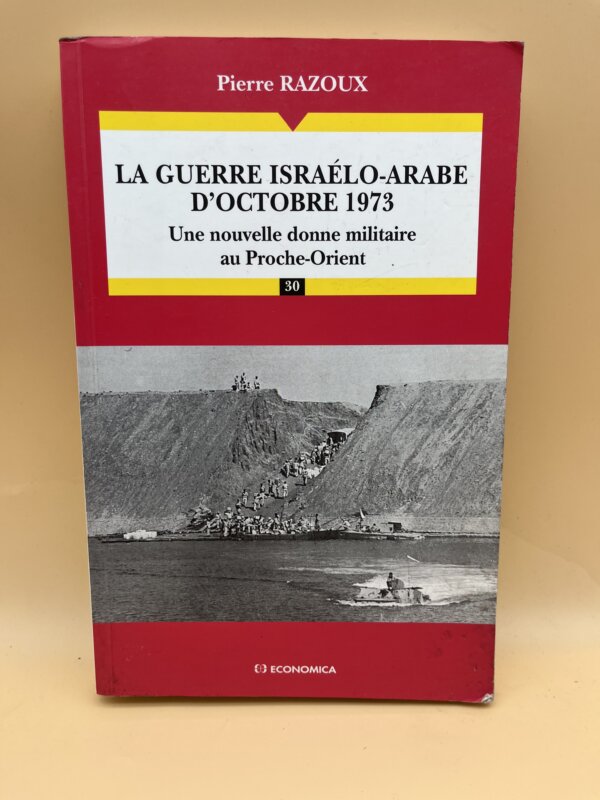 Pierre RAZOUX
LA GUERRE ISRAÉLO-ARABE
D'OCTOBRE 1973
Une nouvelle donne militaire
au Proche-Orient
30
ECONOMICA